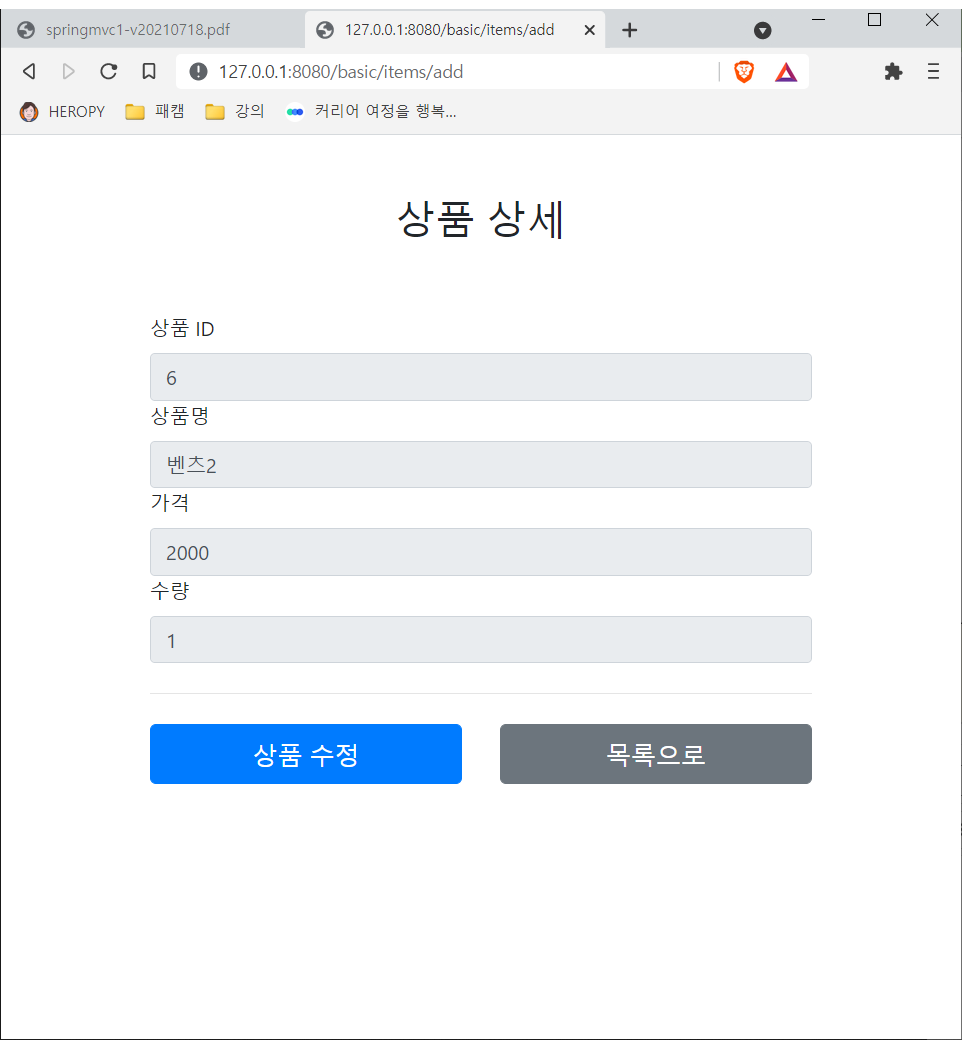 springmvc1-v20210718.pdf
127.0.0.1:8080/basic/items/add
127.0.0.1:8080/basic/items/add
HEROPY 패캠 강의 커리어 여정을 행복...
상품 상세
상품 ID
6
상품명
벤츠2
가격
2000
수량
1
상품 수정
목록으로